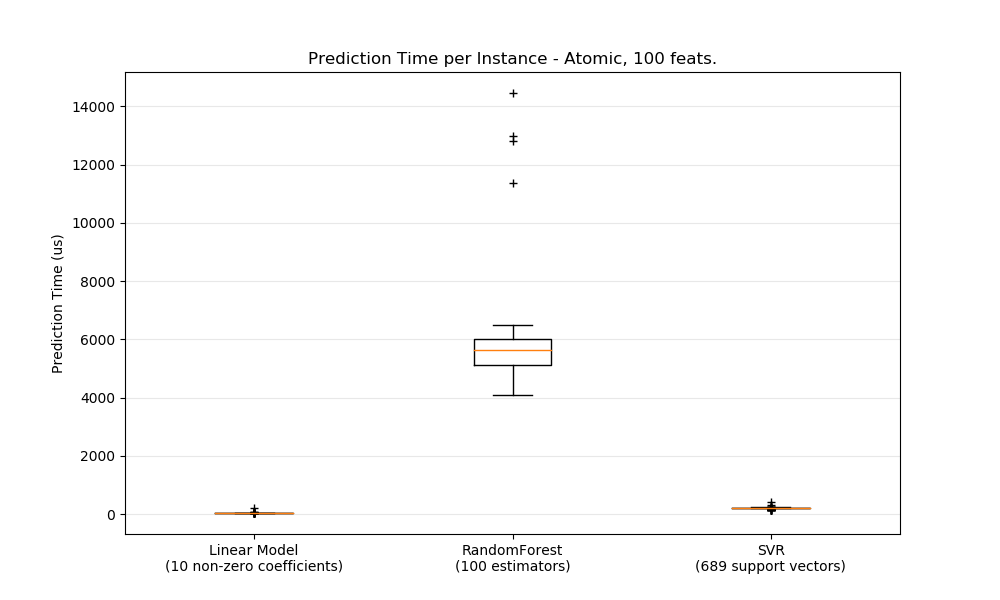 Prediction Time per Instance - Atomic, 100 feats.
Prediction Time (us)
14000
12000
10000
8000
6000
4000
2000
0
Linear Model
(10 non-zero coefficients)
RandomForest
(100 estimators)
SVR
(689 support vectors)